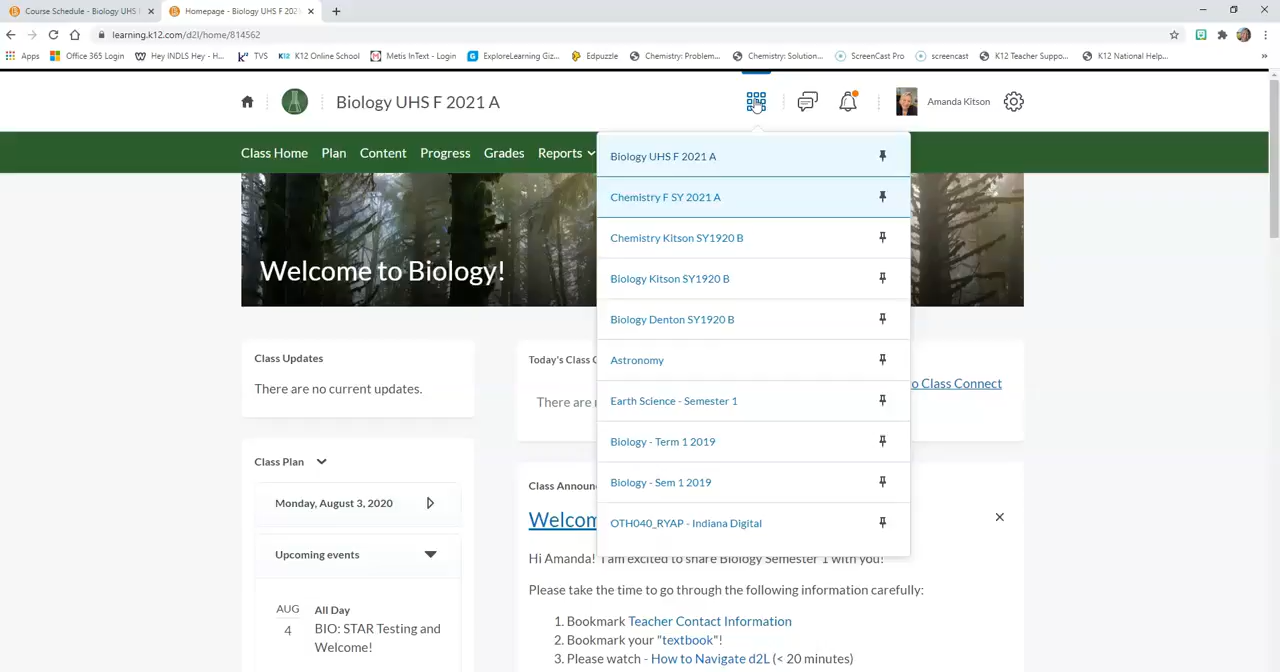 Course Schedule - Biology UHS F
Homepage - Biology UHS F 202
learning.k12.com/d2l/home/814562
Apps
Office 365 Login
Hey INDLS Hey - H...
TVS
K12 Online School
Metis InText - Login
ExploreLearning Giz...
Edpuzzle
Chemistry: Problem...
Chemistry: Solution...
ScreenCast Pro
screencast
K12 Teacher Suppo...
K12 National Help...
Biology UHS F 2021 A
Amanda Kitson
Class Home Plan Content Progress Grades Reports
Biology UHS F 2021 A
Chemistry F SY 2021 A
Chemistry Kitson SY1920 B
Biology Kitson SY1920 B
Biology Denton SY1920 B
Astronomy
Earth Science - Semester 1
Biology - Term 1 2019
Biology - Sem 1 2019
OTH040_RYAP - Indiana Digital
Welcome to Biology!
Class Updates
There are no current updates.
Class Plan
Monday, August 3, 2020
Upcoming events
AUG
4
All Day
BIO: STAR Testing and
Welcome!
Today's Class C
There are
o Class Connect
Class Announ
Welcom
Hi Amanda! I am excited to share Biology Semester 1 with you!
Please take the time to go through the following information carefully:
1. Bookmark Teacher Contact Information
2. Bookmark your "textbook"!
3. Please watch - How to Navigate d2L (< 20 minutes)